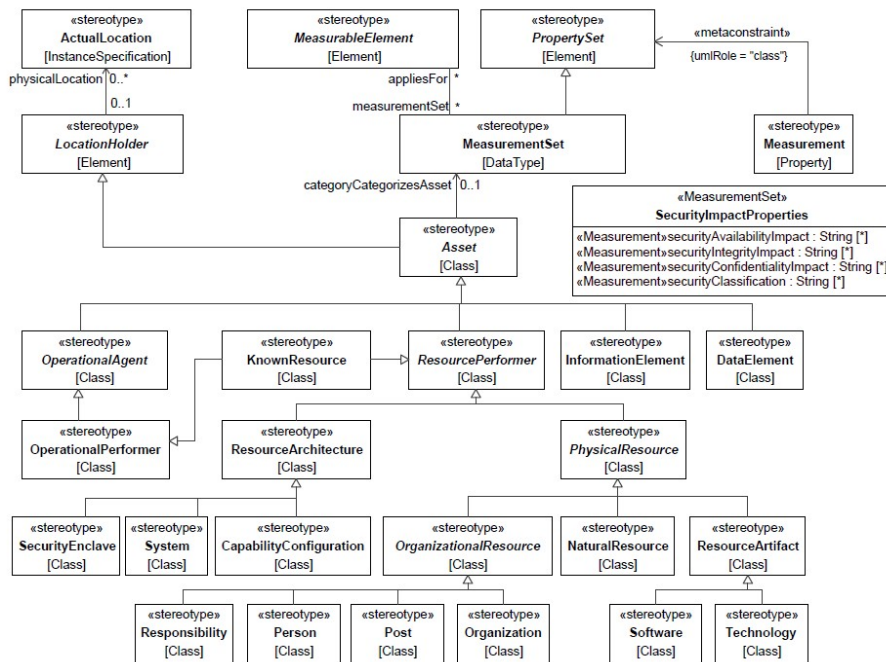 «stereotype»
ActualLocation
[InstanceSpecification]
«stereotype»
MeasurableElement
[Element]
«stereotype»
PropertySet
[Element]
«metaconstraint»
{umlRole = "class"}
physicalLocation 0..*
0..1
appliesFor *
measurementSet *
«stereotype»
LocationHolder
[Element]
«stereotype»
MeasurementSet
[DataType]
«stereotype»
Measurement
[Property]
categoryCategorizesAsset 0..1
«MeasurementSet»
SecurityImpactProperties
«Measurement»securityAvailabilityImpact : String [*]
«Measurement»securityIntegrityImpact : String [*]
«Measurement»securityConfidentialityImpact : String [*]
«Measurement»securityClassification : String [*]
«stereotype»
Asset
[Class]
«stereotype»
OperationalAgent
[Class]
«stereotype»
KnownResource
[Class]
«stereotype»
ResourcePerformer
[Class]
«stereotype»
InformationElement
[Class]
«stereotype»
DataElement
[Class]
«stereotype»
OperationalPerformer
[Class]
«stereotype»
ResourceArchitecture
[Class]
«stereotype»
PhysicalResource
[Class]
«stereotype»
SecurityEnclave
[Class]
«stereotype»
System
[Class]
«stereotype»
CapabilityConfiguration
[Class]
«stereotype»
OrganizationalResource
[Class]
«stereotype»
NaturalResource
[Class]
«stereotype»
ResourceArtifact
[Class]
«stereotype»
Responsibility
[Class]
«stereotype»
Person
[Class]
«stereotype»
Post
[Class]
«stereotype»
Organization
[Class]
«stereotype»
Software
[Class]
«stereotype»
Technology
[Class]